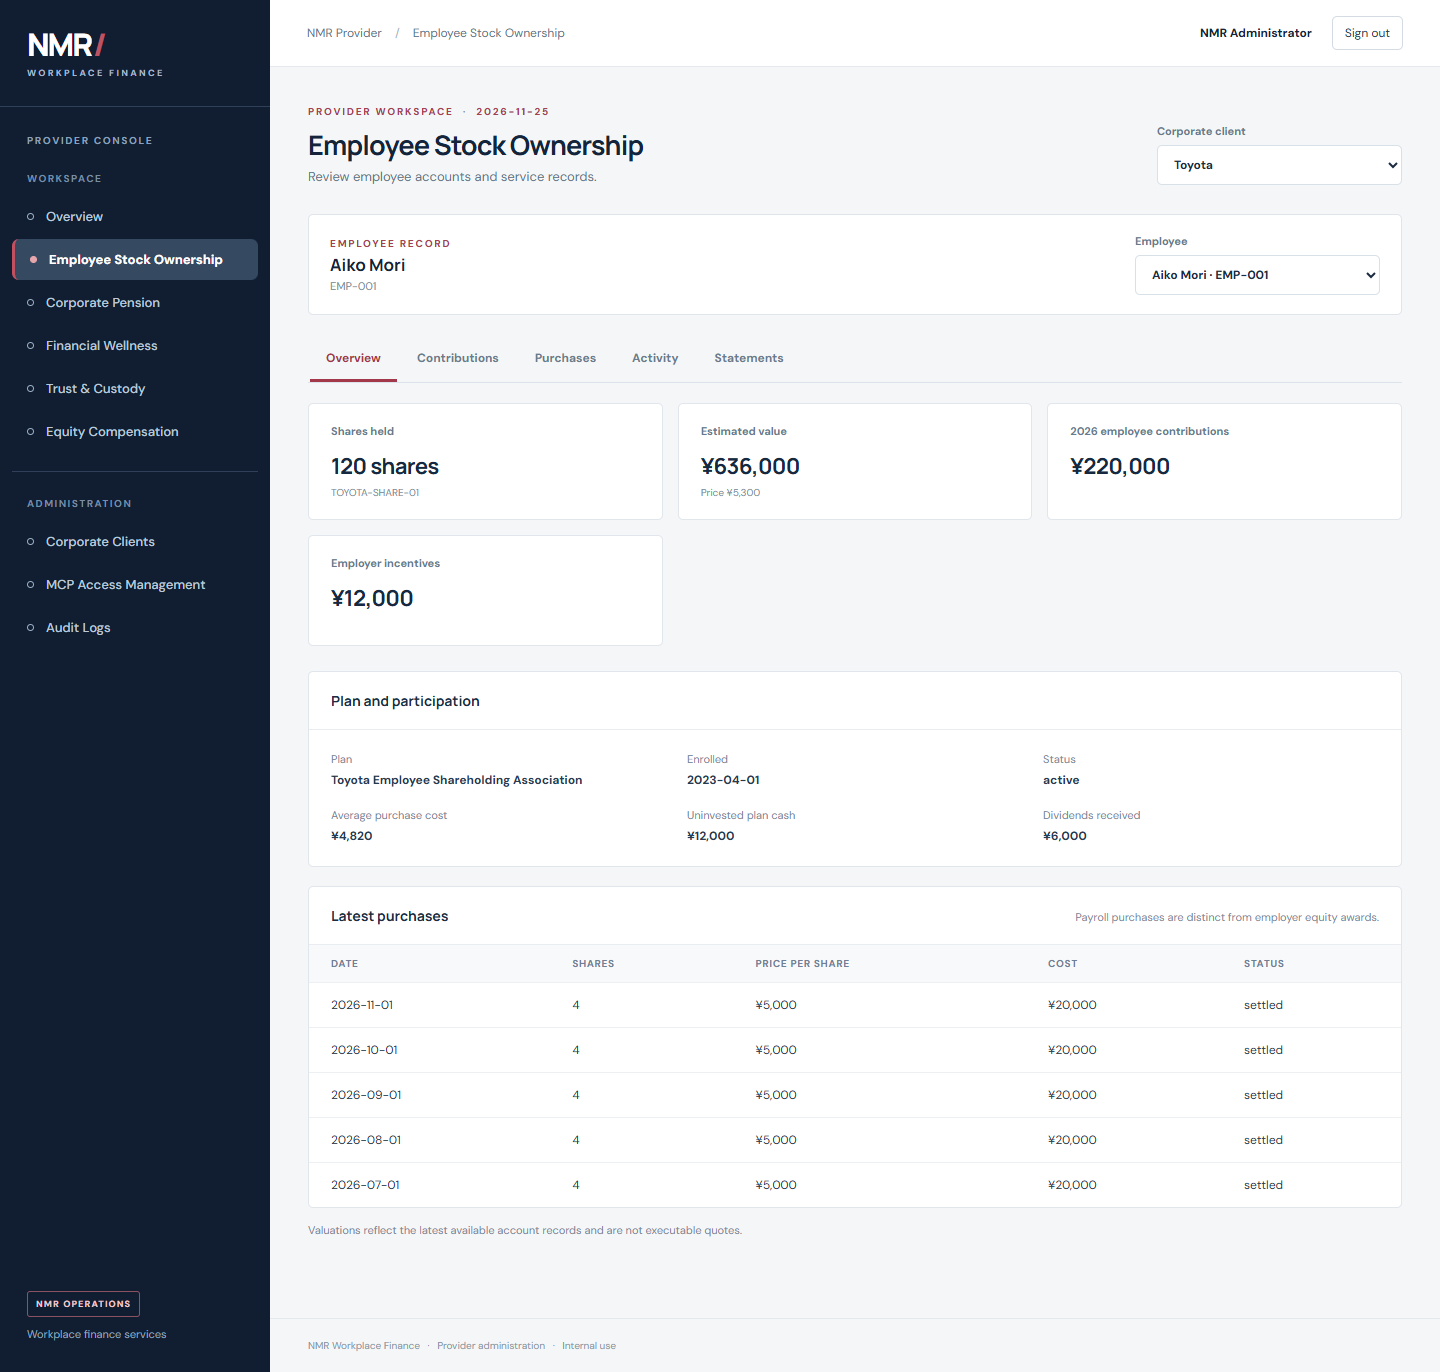 NMR/
WORKPLACE FINANCE
PROVIDER CONSOLE
WORKSPACE
Overview
Employee Stock Ownership
Corporate Pension
Financial Wellness
Trust & Custody
Equity Compensation
ADMINISTRATION
Corporate Clients
MCP Access Management
Audit Logs
NMR OPERATIONS
Workplace finance services
NMR Provider / Employee Stock Ownership
NMR Administrator
Sign out
PROVIDER WORKSPACE · 2026-11-25
Employee Stock Ownership
Review employee accounts and service records.
Corporate client
Toyota
EMPLOYEE RECORD
Aiko Mori
EMP-001
Employee
Aiko Mori · EMP-001
Overview Contributions Purchases Activity Statements
Shares held
120 shares
TOYOTA-SHARE-01
Estimated value
¥636,000
Price ¥5,300
2026 employee contributions
¥220,000
Employer incentives
¥12,000
Plan and participation
Plan
Toyota Employee Shareholding Association
Enrolled
2023-04-01
Status
active
Average purchase cost
¥4,820
Uninvested plan cash
¥12,000
Dividends received
¥6,000
Latest purchases
Payroll purchases are distinct from employer equity awards.
DATE SHARES PRICE PER SHARE COST STATUS
2026-11-01 4 ¥5,000 ¥20,000 settled
2026-10-01 4 ¥5,000 ¥20,000 settled
2026-09-01 4 ¥5,000 ¥20,000 settled
2026-08-01 4 ¥5,000 ¥20,000 settled
2026-07-01 4 ¥5,000 ¥20,000 settled
Valuations reflect the latest available account records and are not executable quotes.
NMR Workplace Finance · Provider administration · Internal use